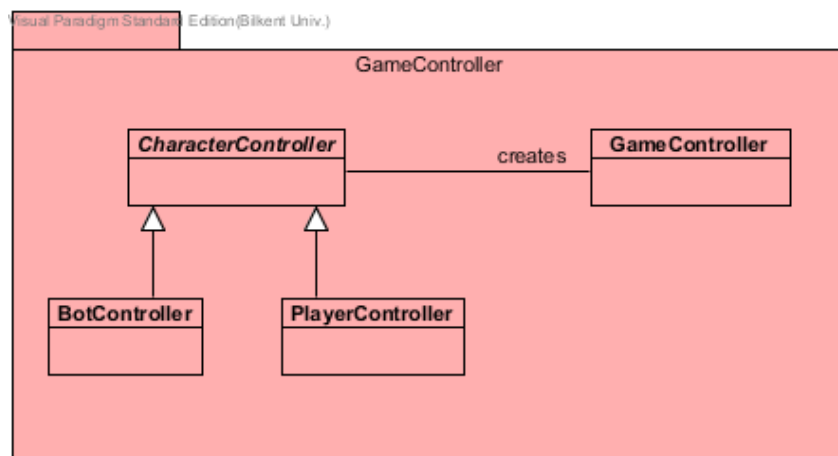 Visual Paradigm Standard Edition(Bilkent Univ.)
GameController
CharacterController
creates
GameController
BotController
PlayerController